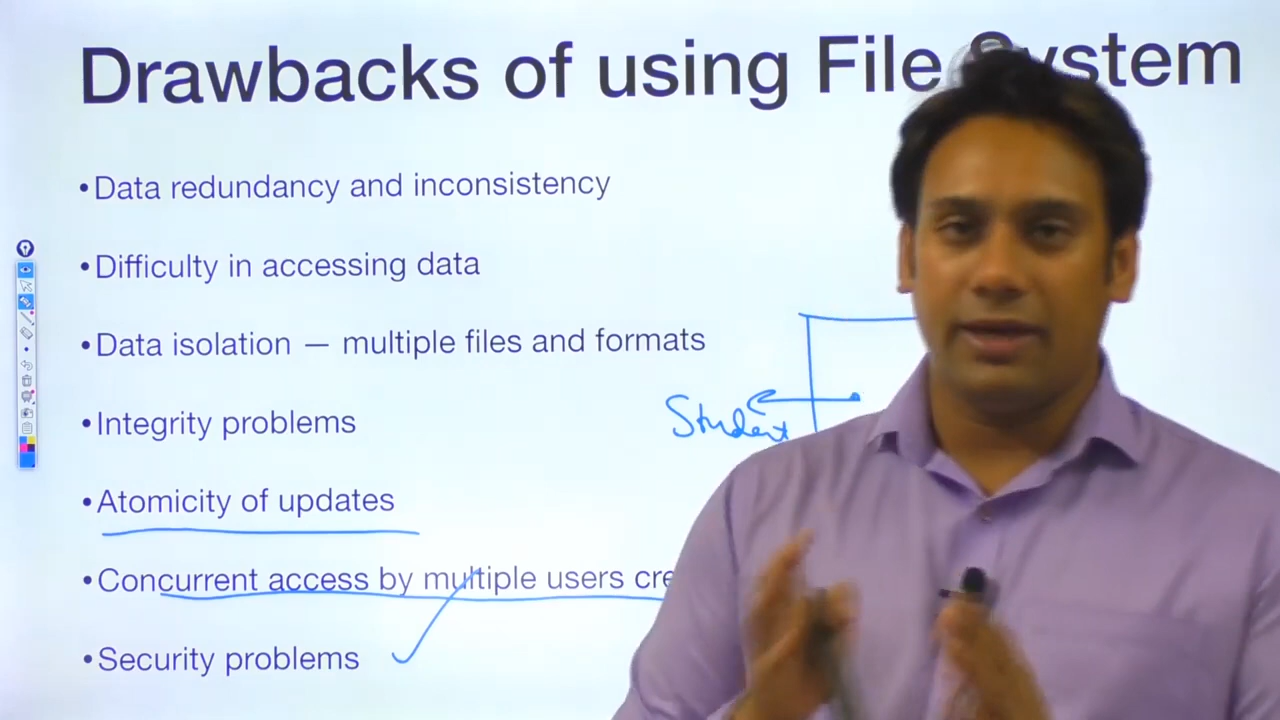 Drawbacks of using File System
• Data redundancy and inconsistency
• Difficulty in accessing data
• Data isolation — multiple files and formats
• Integrity problems
Student
• Atomicity of updates
• Concurrent access by multiple users
• Security problems